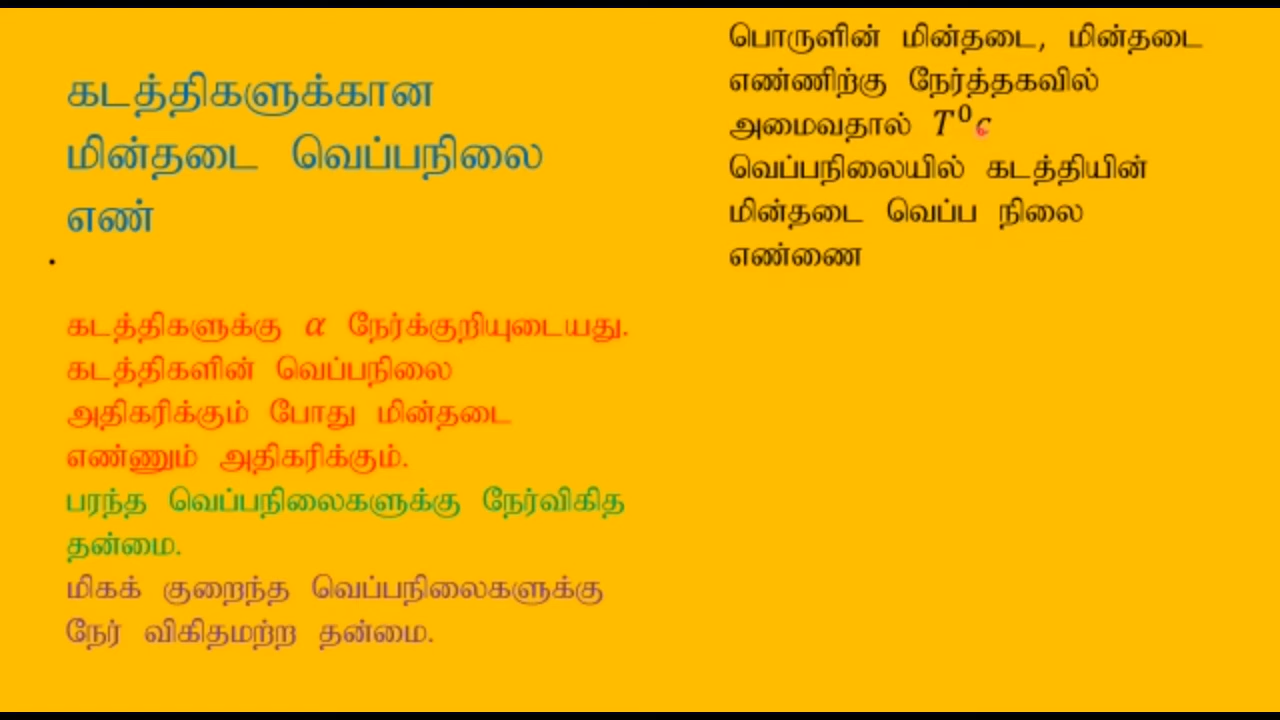 கடத்திகளுக்கான
மின்தடை வெப்பநிலை
எண்
கடத்திகளுக்கு α நேர்க்குறியுடையது.
கடத்திகளின் வெப்பநிலை
அதிகரிக்கும் போது மின்தடை
எண்ணும் அதிகரிக்கும்.
பரந்த வெப்பநிலைகளுக்கு நேர்விகித
தன்மை.
மிகக் குறைந்த வெப்பநிலைகளுக்கு
நேர் விகிதமற்ற தன்மை.
பொருளின் மின்தடை, மின்தடை
எண்ணிற்கு நேர்த்தகவில்
அமைவதால் T⁰c
வெப்பநிலையில் கடத்தியின்
மின்தடை வெப்ப நிலை
எண்ணை